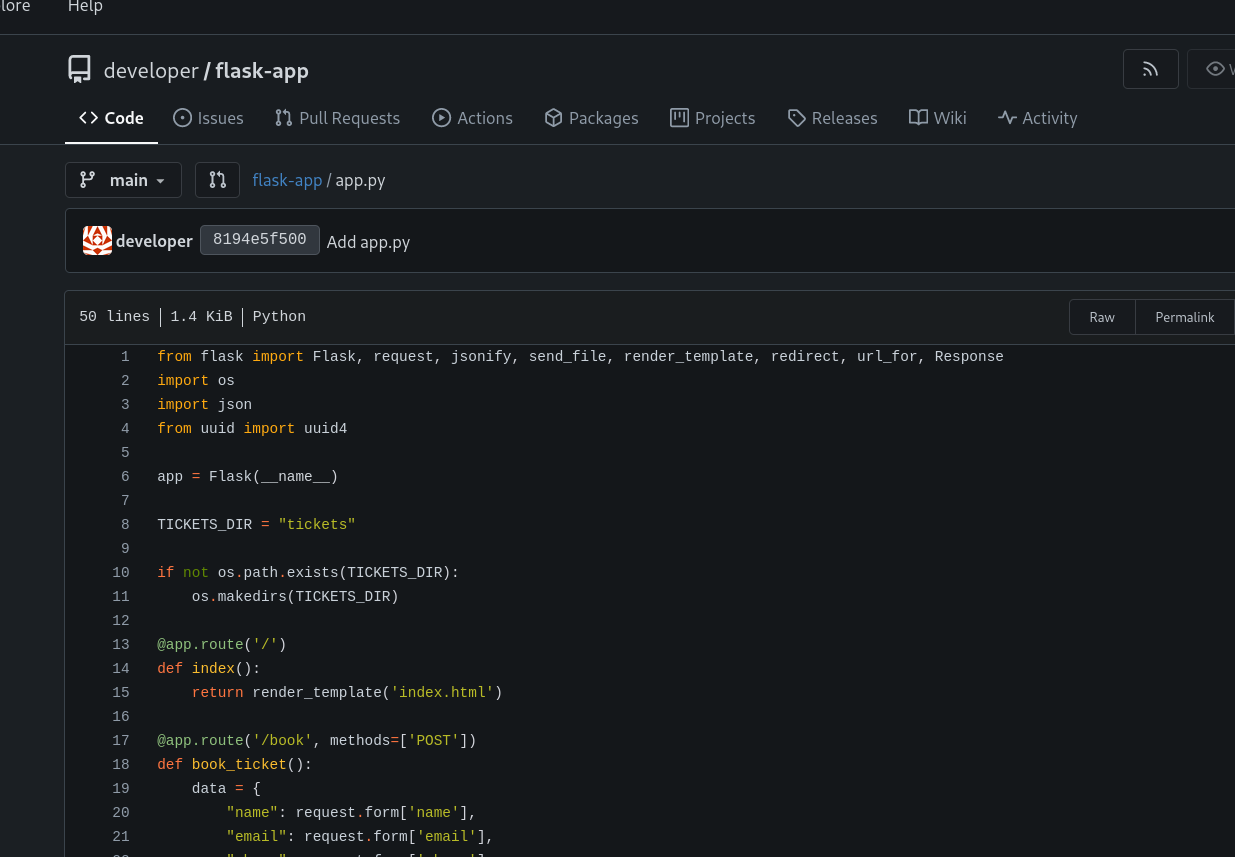 lore Help
developer / flask-app
Code Issues Pull Requests Actions Packages Projects Releases Wiki Activity
main flask-app / app.py
developer 8194e5f500 Add app.py
50 lines 1.4 KiB Python Raw Permalink
1 from flask import Flask, request, jsonify, send_file, render_template, redirect, url_for, Response
2 import os
3 import json
4 from uuid import uuid4
5
6 app = Flask(__name__)
7
8 TICKETS_DIR = "tickets"
9
10 if not os.path.exists(TICKETS_DIR):
11     os.makedirs(TICKETS_DIR)
12
13 @app.route('/')
14 def index():
15     return render_template('index.html')
16
17 @app.route('/book', methods=['POST'])
18 def book_ticket():
19     data = {
20         "name": request.form['name'],
21         "email": request.form['email'],